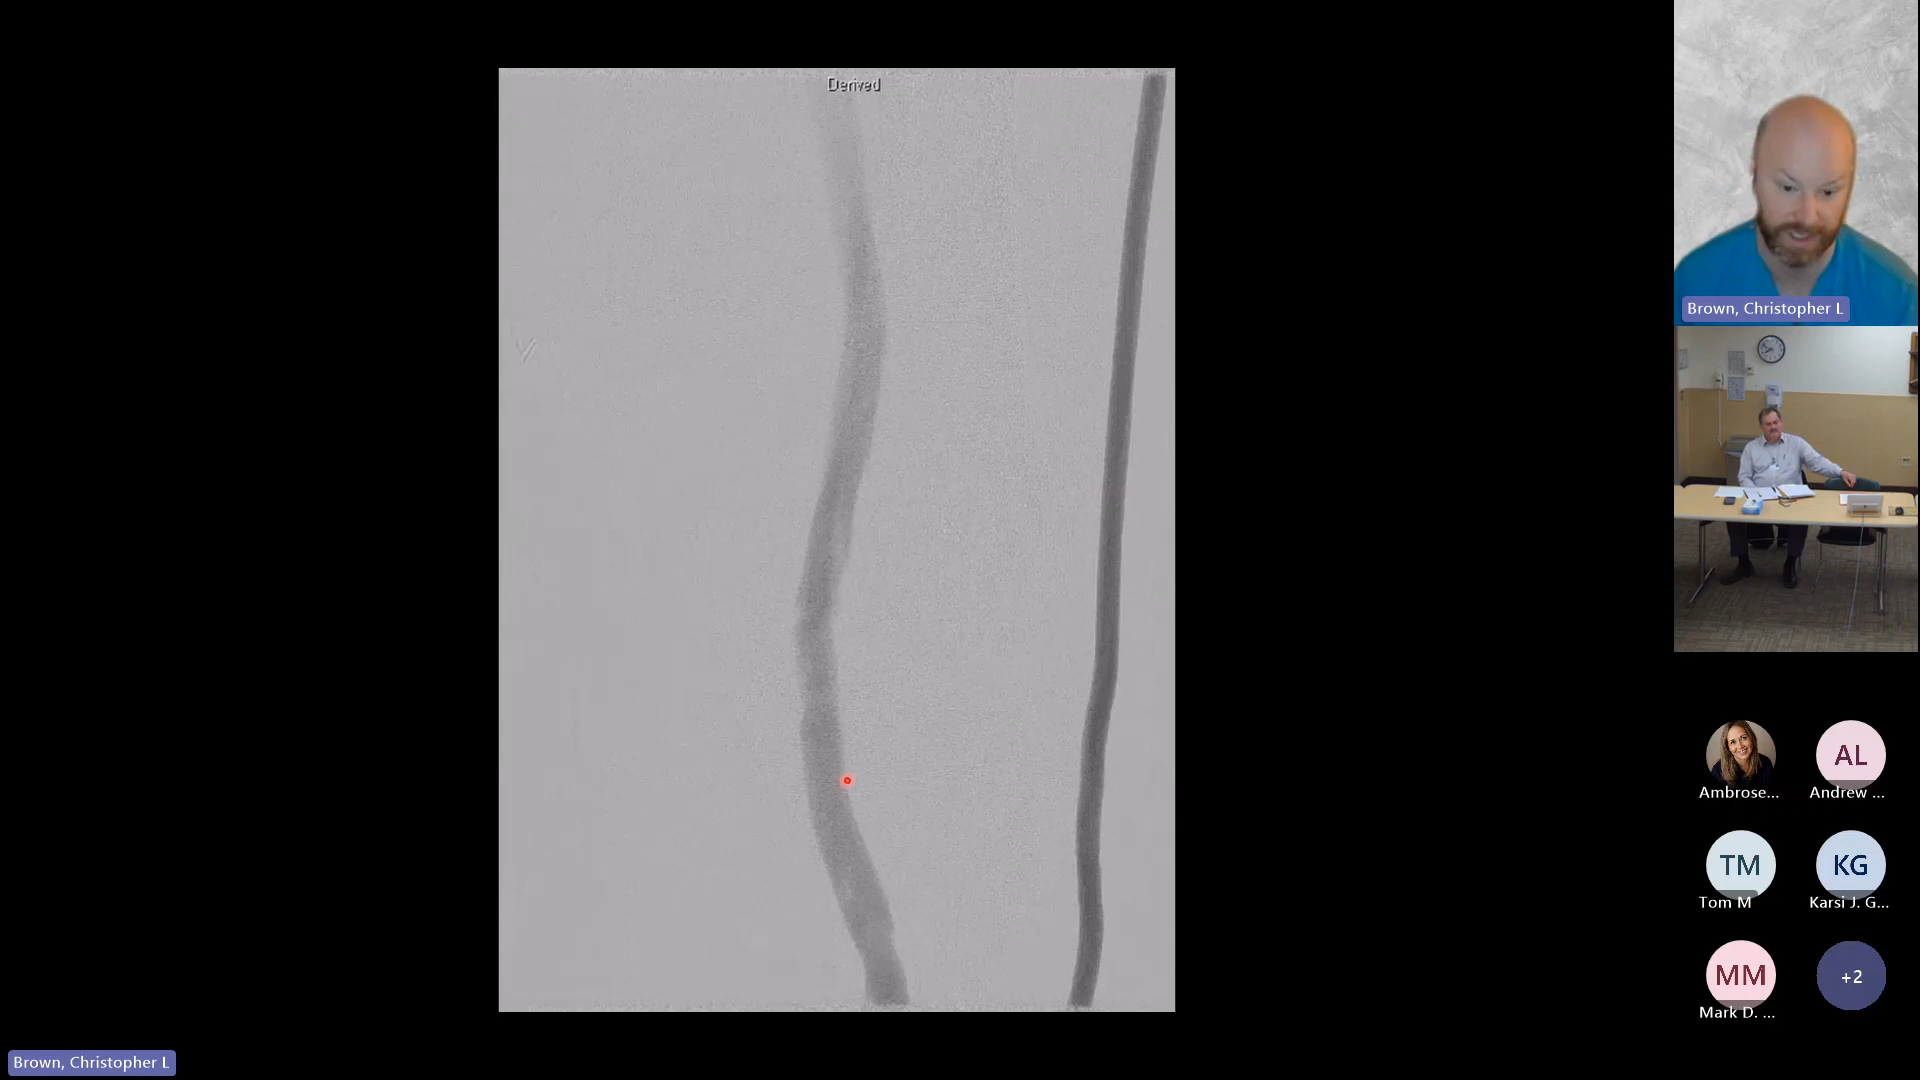 Derived
Brown, Christopher L
Ambrose...
AL
Andrew ...
TM
Tom M
KG
Karsi J. G...
MM
Mark D. ...
+2
Brown, Christopher L